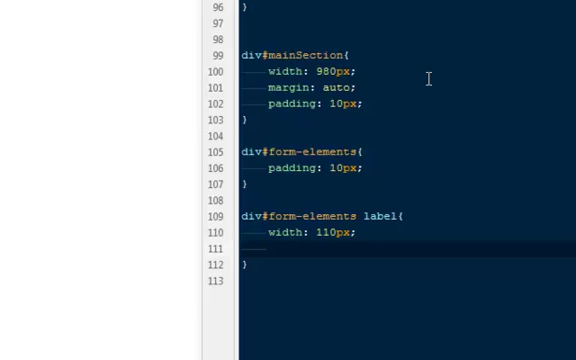 96 }
97
98
99 div#mainSection{
100 width: 980px;
101 margin: auto;
102 padding: 10px;
103 }
104
105 div#form-elements{
106 padding: 10px;
107 }
108
109 div#form-elements label{
110 width: 110px;
111
112 }
113